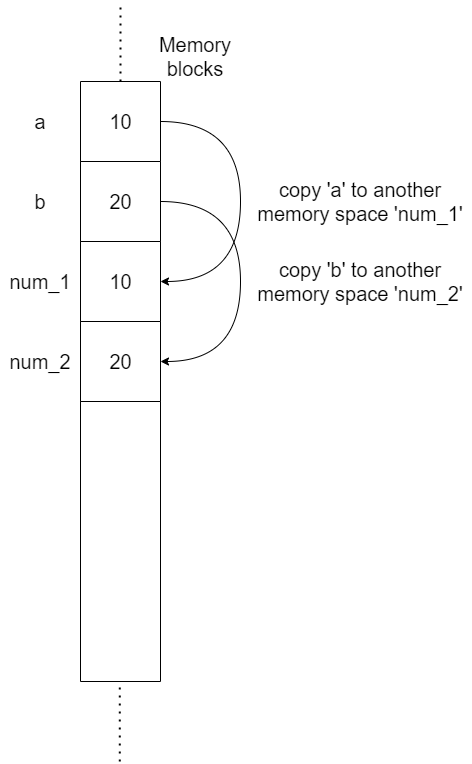 Memory
blocks
a
10
b
20
copy 'a' to another
memory space 'num_1'
num_1
10
copy 'b' to another
memory space 'num_2'
num_2
20